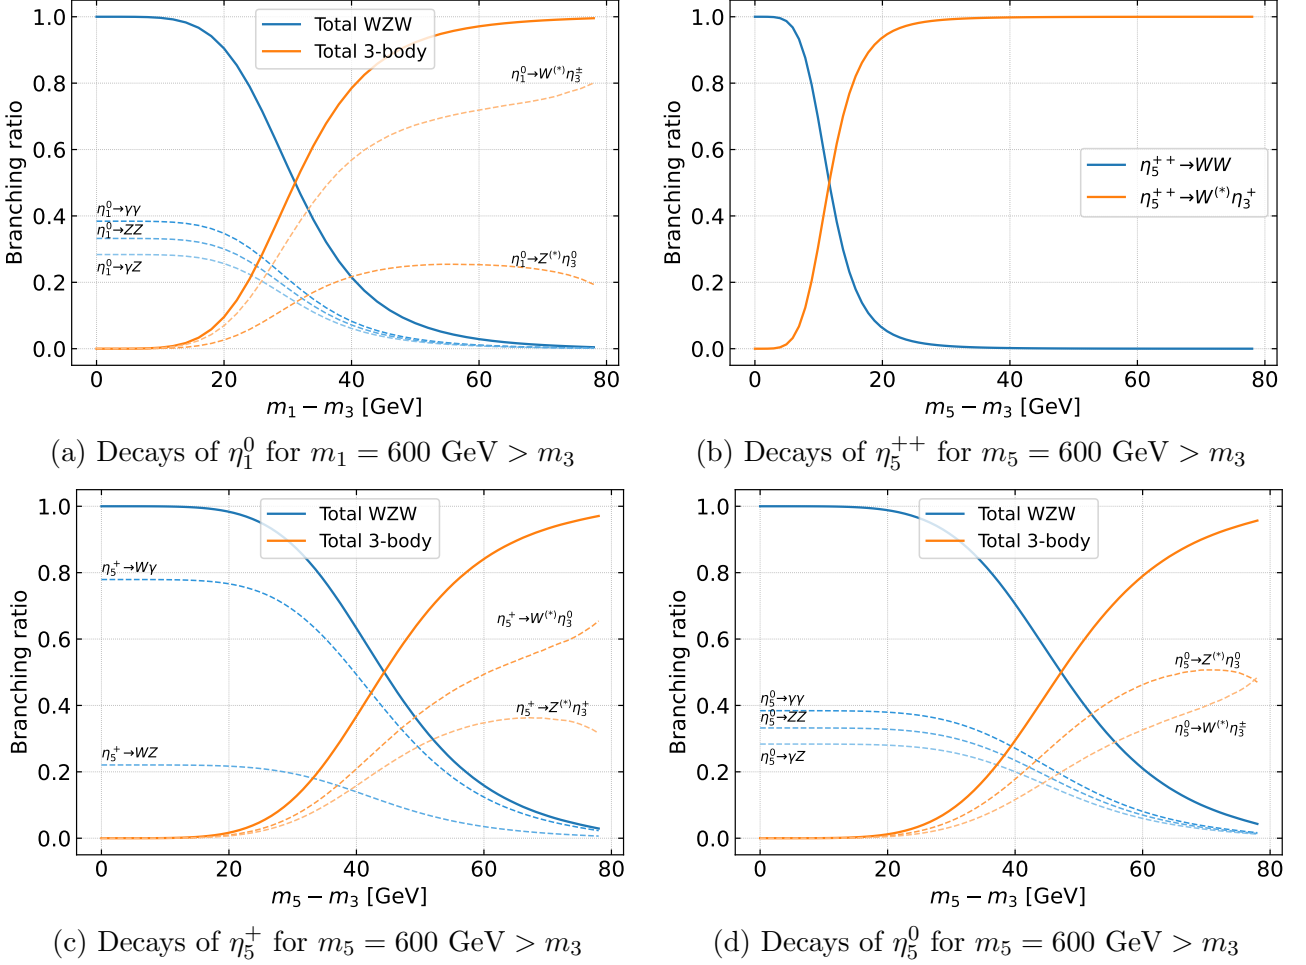 1.0
0.8
0.6
0.4
0.2
0.0
Branching ratio
Total WZW
Total 3-body
η₁⁰→W⁽*⁾η₃^±
η₁⁰→γγ
η₁⁰→ZZ
η₁⁰→γZ
η₁⁰→Z⁽*⁾η₃⁰
0 20 40 60 80
m₁ − m₃ [GeV]
(a) Decays of η₁⁰ for m₁ = 600 GeV > m₃
1.0
0.8
0.6
0.4
0.2
0.0
Branching ratio
η₅⁺⁺→WW
η₅⁺⁺→W⁽*⁾η₃⁺
0 20 40 60 80
m₅ − m₃ [GeV]
(b) Decays of η₅⁺⁺ for m₅ = 600 GeV > m₃
1.0
0.8
0.6
0.4
0.2
0.0
Branching ratio
Total WZW
Total 3-body
η₅⁺→Wγ
η₅⁺→W⁽*⁾η₃⁰
η₅⁺→Z⁽*⁾η₃⁺
η₅⁺→WZ
0 20 40 60 80
m₅ − m₃ [GeV]
(c) Decays of η₅⁺ for m₅ = 600 GeV > m₃
1.0
0.8
0.6
0.4
0.2
0.0
Branching ratio
Total WZW
Total 3-body
η₅⁰→Z⁽*⁾η₃⁰
η₅⁰→γγ
η₅⁰→ZZ
η₅⁰→W⁽*⁾η₃^±
η₅⁰→γZ
0 20 40 60 80
m₅ − m₃ [GeV]
(d) Decays of η₅⁰ for m₅ = 600 GeV > m₃